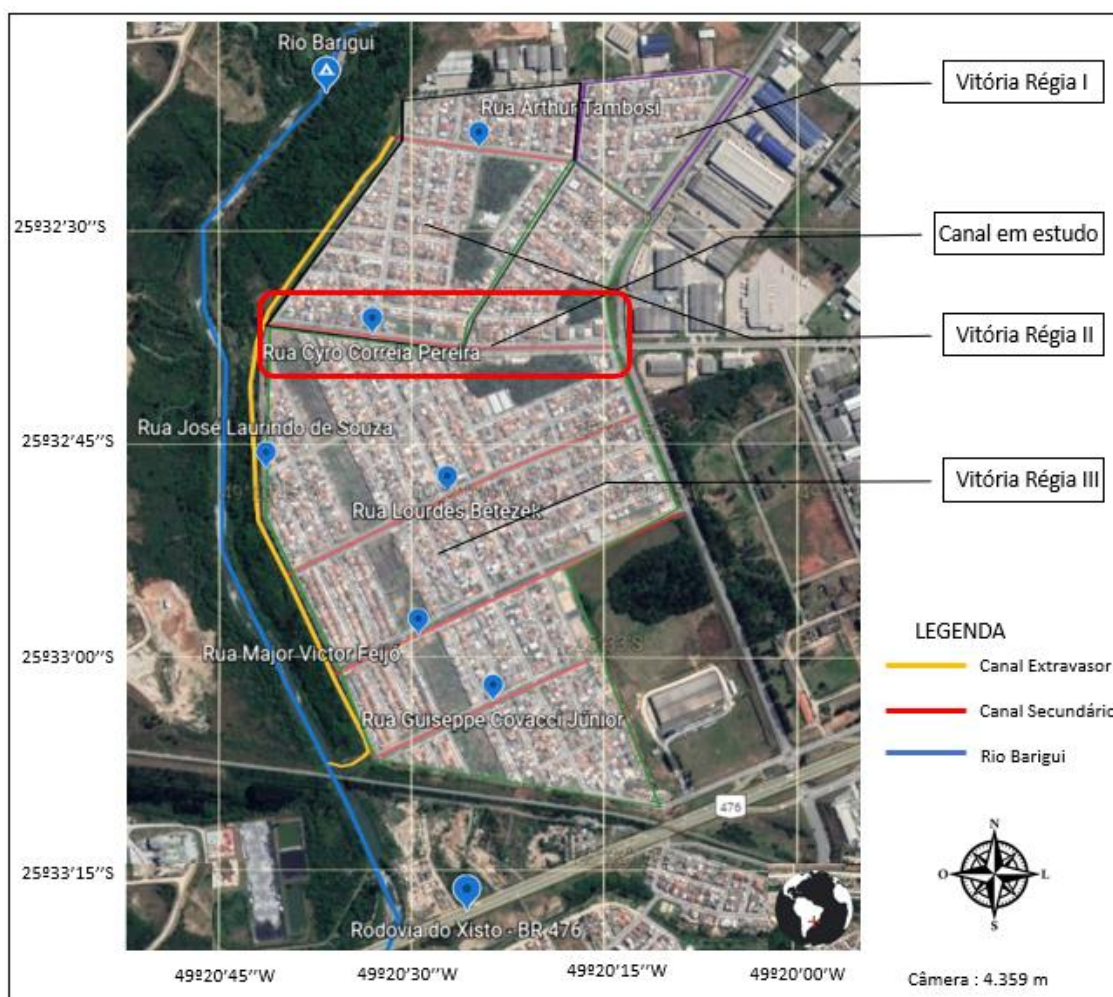 Rio Barigui
Vitória Régia I
Rua Arthur Tambosi
25º32'30''S
Canal em estudo
Vitória Régia II
Rua Cyro Correia Pereira
Rua José Laurindo de Souza
25º32'45''S
Vitória Régia III
Rua Lourdes Betezek
LEGENDA
25º33'00''S
Rua Major Victor Feijó
Canal Extravasor
Rua Guiseppe Covacci Júnior
Canal Secundário
Rio Barigui
476
N
O
L
S
25º33'15''S
Rodovia do Xisto - BR 476
49º20'45''W
49º20'30''W
49º20'15''W
49º20'00''W
Câmera : 4.359 m